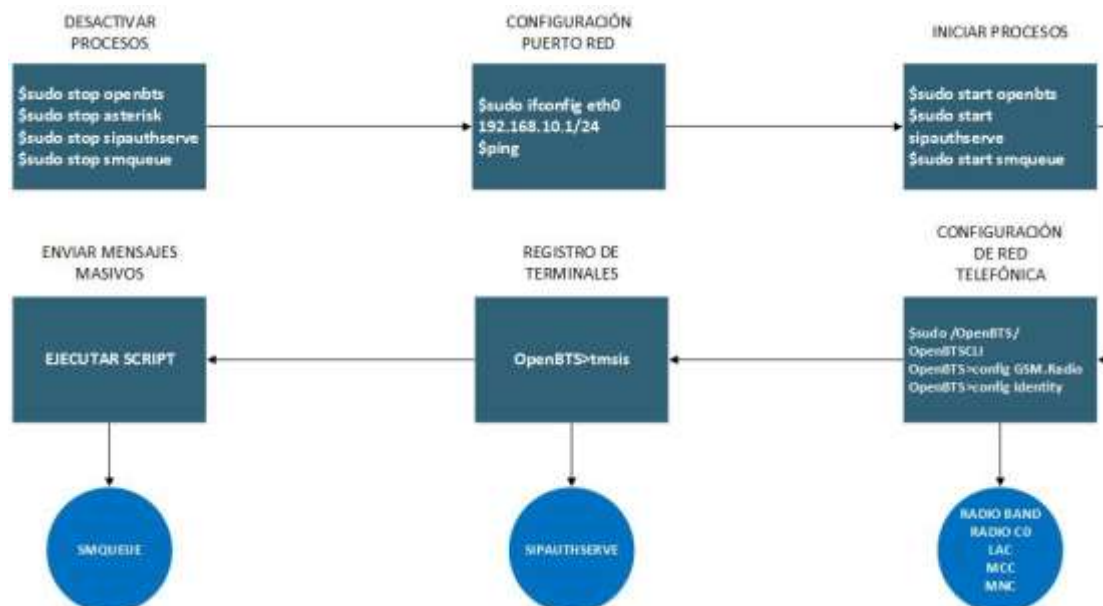 DESACTIVAR
PROCESOS
$sudo stop openbts
$sudo stop asterisk
$sudo stop sipauthserve
$sudo stop smqueue
CONFIGURACIÓN
PUERTO RED
$sudo ifconfig eth0
192.168.10.1/24
$ping
INICIAR PROCESOS
$sudo start openbts
$sudo start
sipauthserve
$sudo start smqueue
CONFIGURACIÓN
DE RED
TELEFÓNICA
$sudo /OpenBTS/
OpenBTSCLI
OpenBTS>config GSM.Radio
OpenBTS>config Identity
REGISTRO DE
TERMINALES
OpenBTS>tmsis
ENVIAR MENSAJES
MASIVOS
EJECUTAR SCRIPT
SMQUEUE
SIPAUTHSERVE
RADIO BAND
RADIO C0
LAC
MCC
MNC